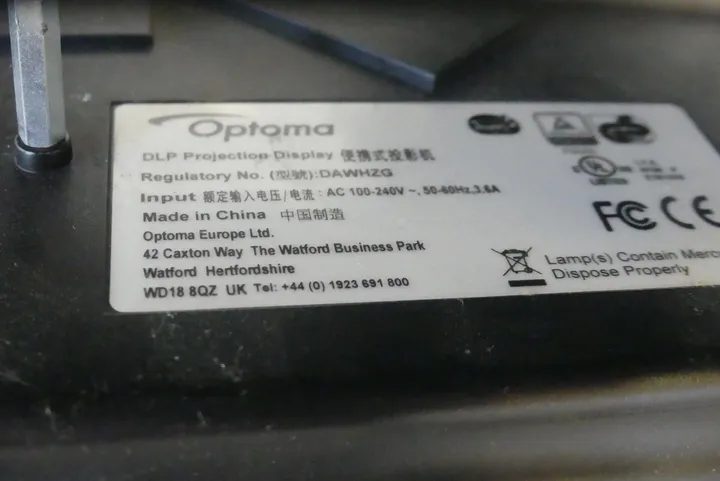 Optoma
DLP Projection Display 便携式投影机
Regulatory No. (型號):DAWHZG
Input 额定输入电压/电流: AC 100-240V ~, 50-60Hz,3.6A
Made in China 中国制造
Optoma Europe Ltd.
42 Caxton Way The Watford Business Park
Watford Hertfordshire
WD18 8QZ UK Tel: +44 (0) 1923 691 800
UL
FC CE
Lamp(s) Contain
Dispose Properly